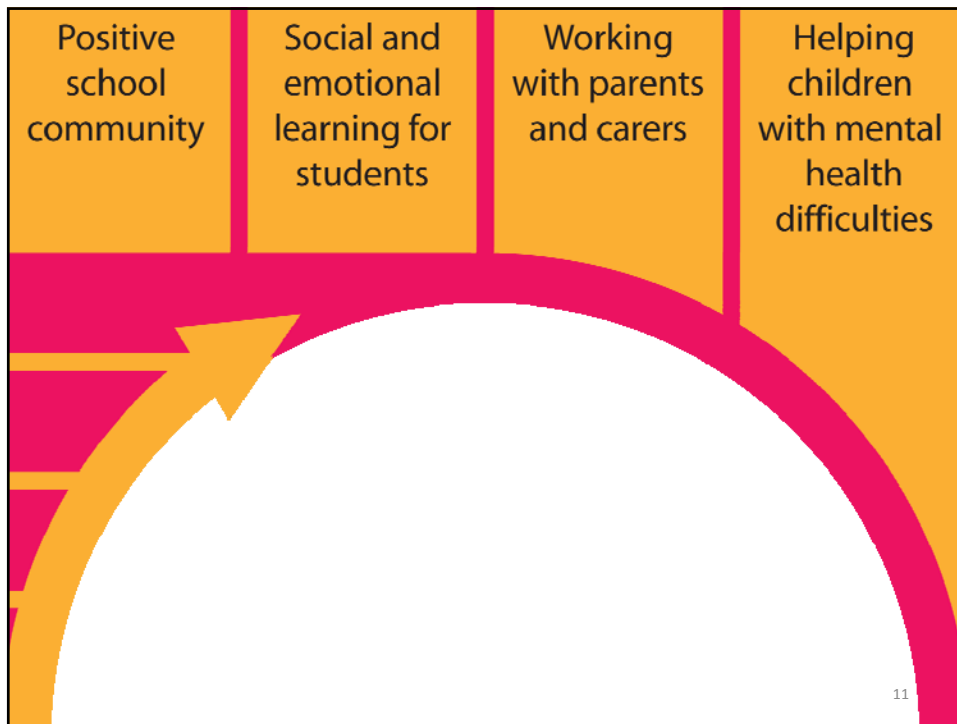 Positive
school
community
Social and
emotional
learning for
students
Working
with parents
and carers
Helping
children
with mental
health
difficulties
11